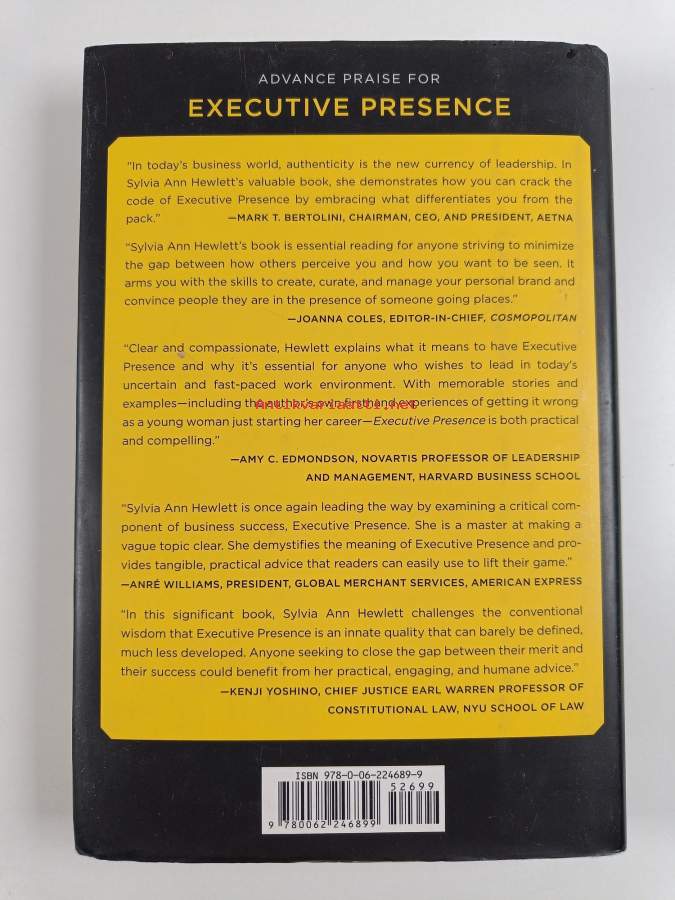 ADVANCE PRAISE FOR
EXECUTIVE PRESENCE
“In today’s business world, authenticity is the new currency of leadership. In
Sylvia Ann Hewlett’s valuable book, she demonstrates how you can crack the
code of Executive Presence by embracing what differentiates you from the
pack.” —MARK T. BERTOLINI, CHAIRMAN, CEO, AND PRESIDENT, AETNA
“Sylvia Ann Hewlett’s book is essential reading for anyone striving to minimize
the gap between how others perceive you and how you want to be seen. It
arms you with the skills to create, curate, and manage your personal brand and
convince people they are in the presence of someone going places.”
—JOANNA COLES, EDITOR-IN-CHIEF, COSMOPOLITAN
“Clear and compassionate, Hewlett explains what it means to have Executive
Presence and why it’s essential for anyone who wishes to lead in today’s
uncertain and fast-paced work environment. With memorable stories and
examples—including the author’s own firsthand experiences of getting it wrong
Antikvariaatti.net
as a young woman just starting her career—Executive Presence is both practical
and compelling.”
—AMY C. EDMONDSON, NOVARTIS PROFESSOR OF LEADERSHIP
AND MANAGEMENT, HARVARD BUSINESS SCHOOL
“Sylvia Ann Hewlett is once again leading the way by examining a critical com-
ponent of business success, Executive Presence. She is a master at making a
vague topic clear. She demystifies the meaning of Executive Presence and pro-
vides tangible, practical advice that readers can easily use to lift their game.”
—ANRÉ WILLIAMS, PRESIDENT, GLOBAL MERCHANT SERVICES, AMERICAN EXPRESS
“In this significant book, Sylvia Ann Hewlett challenges the conventional
wisdom that Executive Presence is an innate quality that can barely be defined,
much less developed. Anyone seeking to close the gap between their merit and
their success could benefit from her practical, engaging, and humane advice.”
—KENJI YOSHINO, CHIEF JUSTICE EARL WARREN PROFESSOR OF
CONSTITUTIONAL LAW, NYU SCHOOL OF LAW
ISBN 978-0-06-224689-9
52699
9 780062 246899